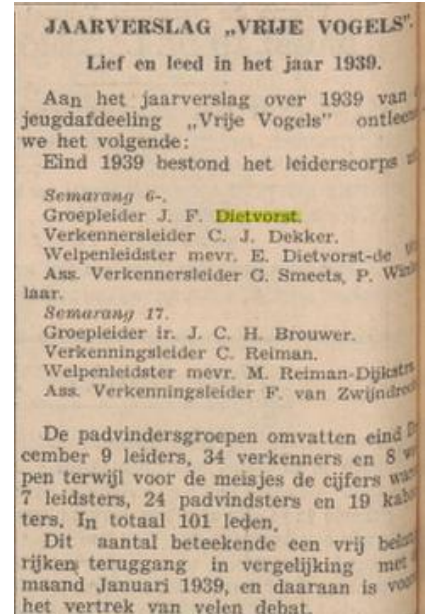 JAARVERSLAG „VRIJE VOGELS".
Lief en leed in het jaar 1939.
Aan het jaarverslag over 1939 van
jeugdafdeeling „Vrije Vogels" ontleen
we het volgende:
Eind 1939 bestond het leiderscorps
Semarang 6-.
Groepleider J. F. Dietvorst.
Verkennersleider C. J. Dekker.
Welpenleidster mevr. E. Dietvorst-de
Ass. Verkennersleider G. Smeets, P.
laar.
Semarang 17.
Groepleider ir. J. C. H. Brouwer.
Verkenningsleider C. Reiman.
Welpenleidster mevr. M. Reiman-Dijkstra
Ass. Verkenningsleider F. van Zwijndrecht
De padvindersgroepen omvatten eind
cember 9 leiders, 34 verkenners en 8
pen terwijl voor de meisjes de cijfers
7 leidsters, 24 padvindsters en 19
ters. In totaal 101 leden.
Dit aantal beteekende een vrij
rijken teruggang in vergelijking met
maand Januari 1939, en daaraan is
het vertrek van velen debat.